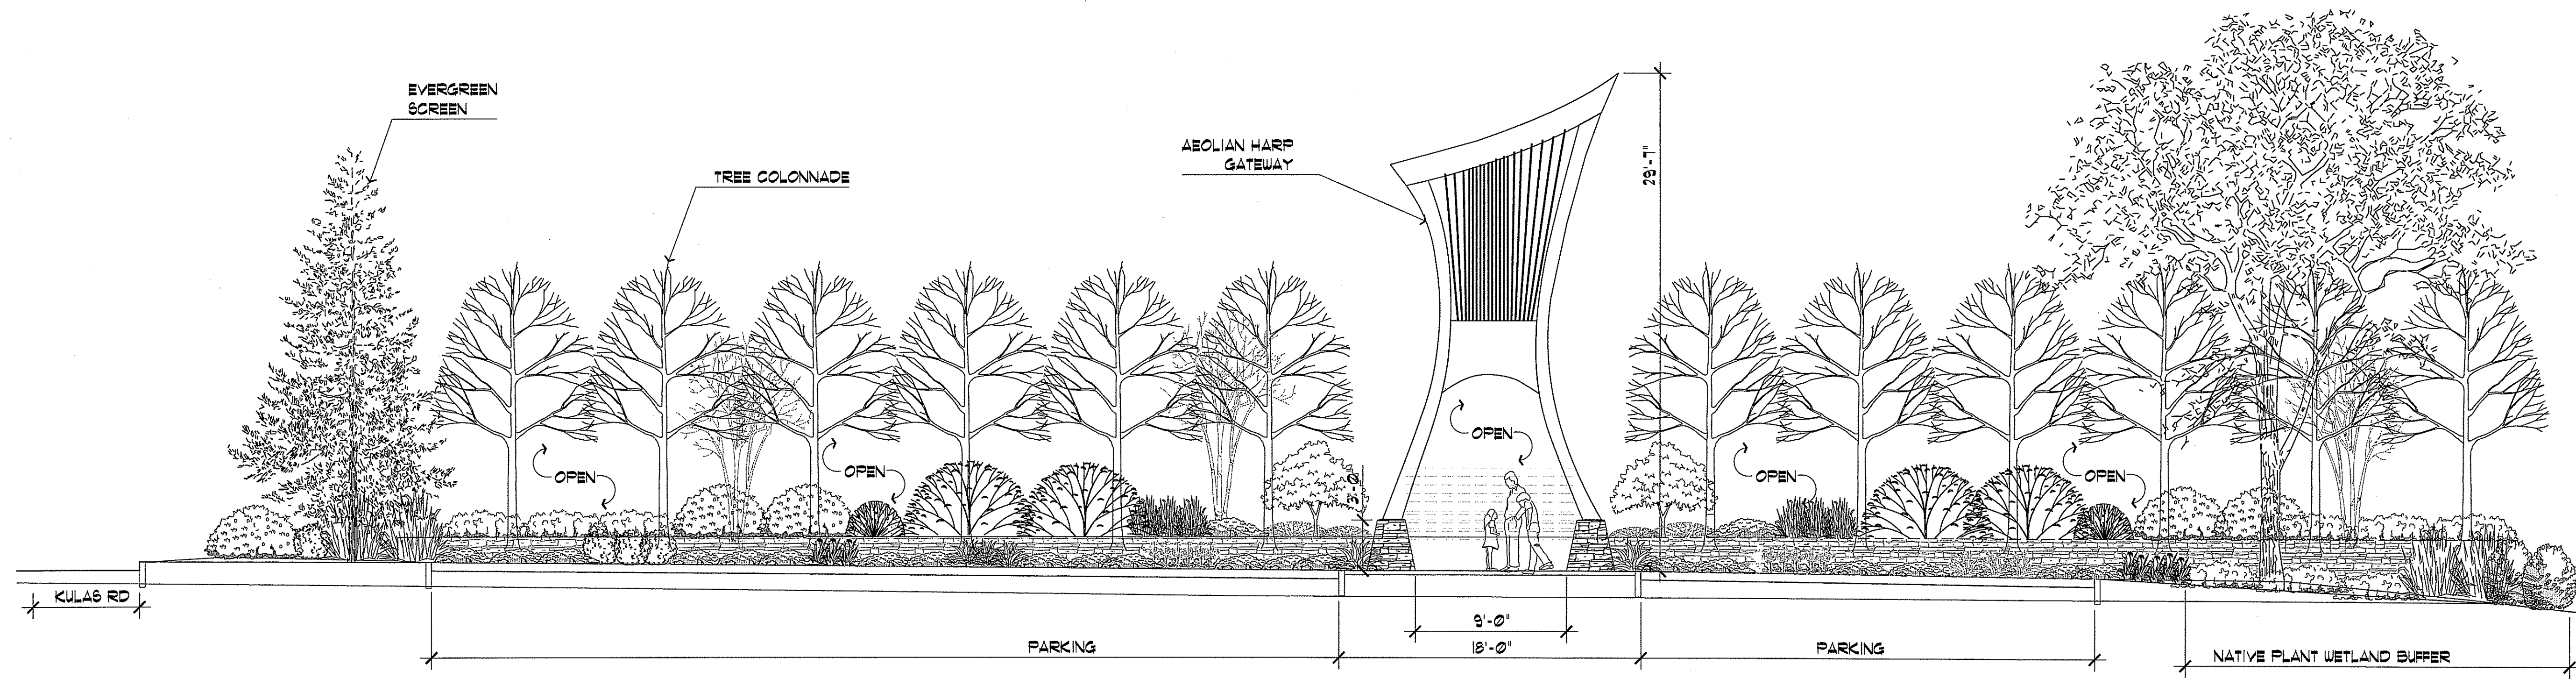 EVERGREEN
SCREEN
TREE COLONNADE
AEOLIAN HARP
GATEWAY
29'-7"
OPEN
OPEN
OPEN
OPEN
OPEN
3'-0"
KULAS RD
9'-0"
PARKING
18'-0"
PARKING
NATIVE PLANT WETLAND BUFFER